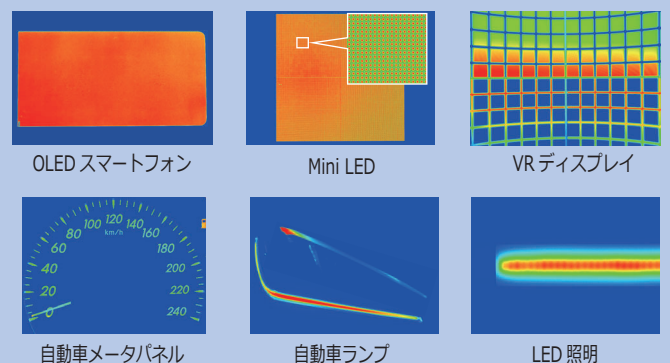 OLED スマートフォン
Mini LED
VR ディスプレイ
0
20
40
60
80
100
120
140
160
180
200
220
240
km/h
自動車メータパネル
自動車ランプ
LED 照明